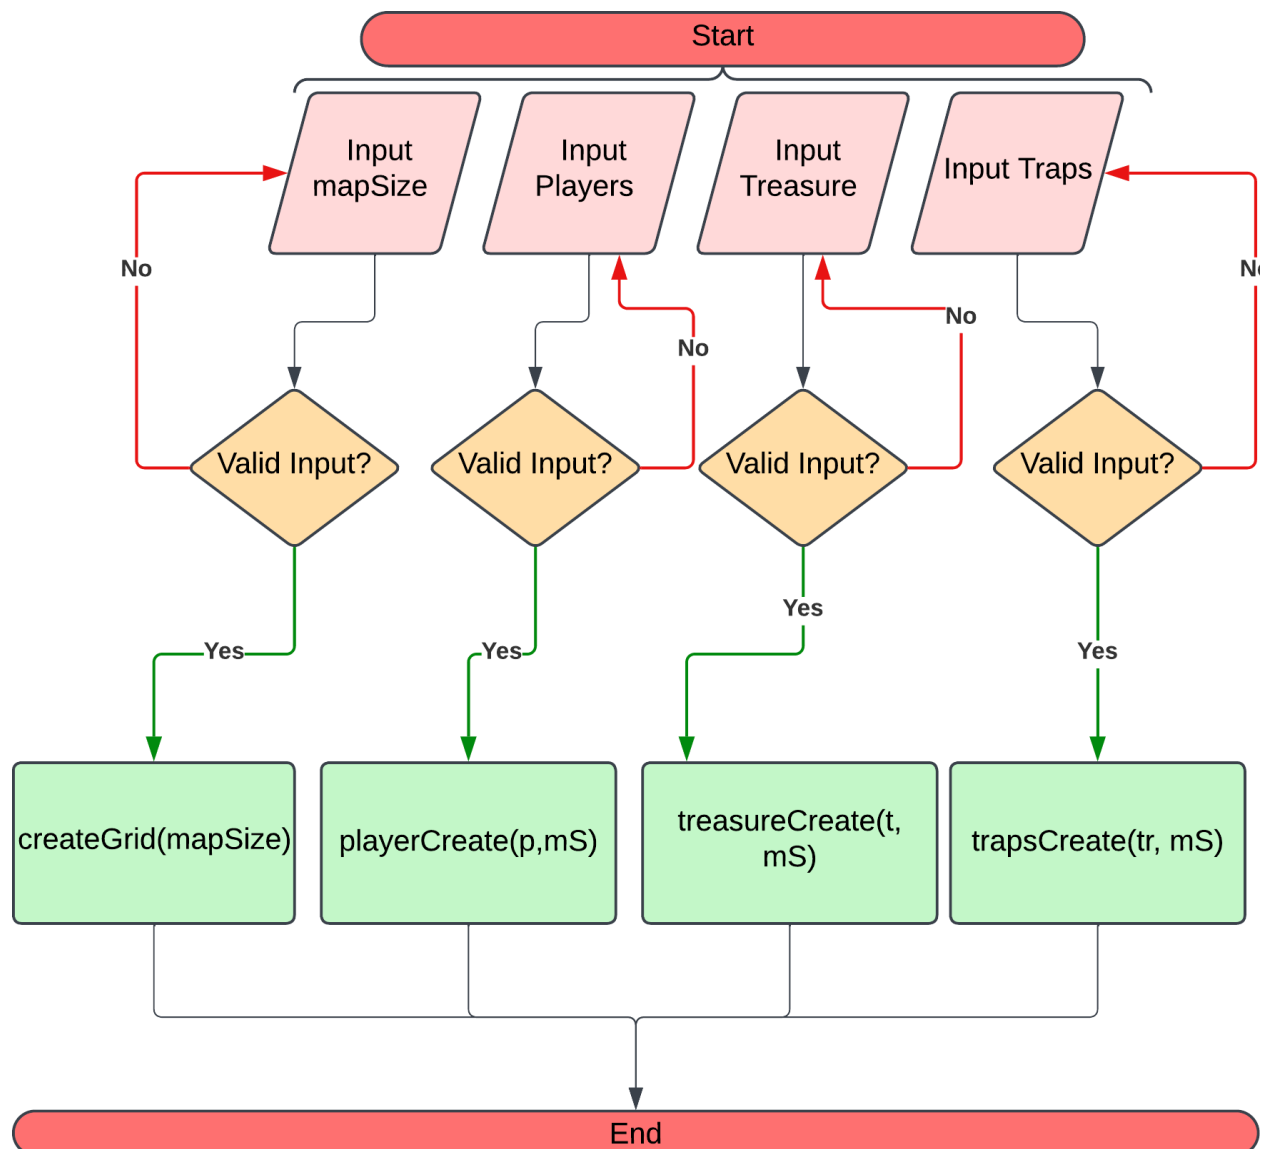 Start
Input
mapSize
Input
Players
Input
Treasure
Input Traps
No
No
No
Valid Input?
Valid Input?
Valid Input?
Valid Input?
Yes
Yes
Yes
Yes
createGrid(mapSize)
playerCreate(p,mS)
treasureCreate(t,
mS)
trapsCreate(tr, mS)
End